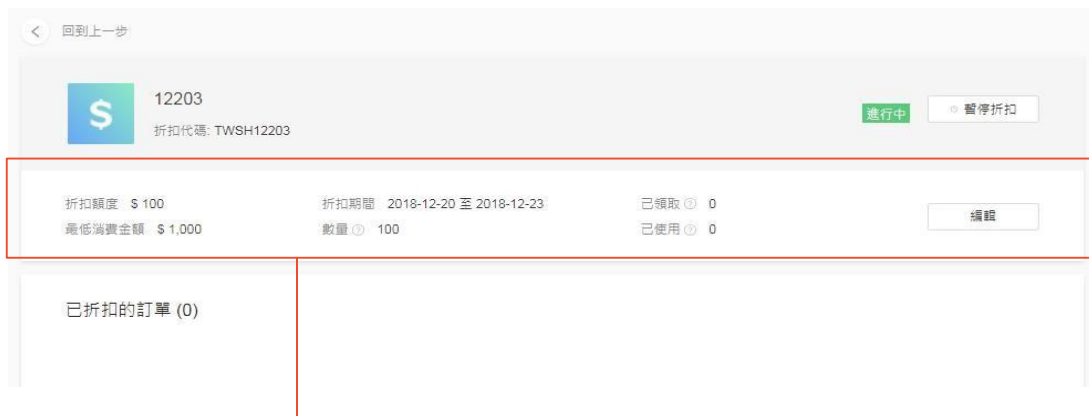 回到上一步
12203
折扣代碼: TWSH12203
進行中 暫停折扣
折扣額度 $ 100 折扣期間 2018-12-20 至 2018-12-23 已領取 ? 0
編輯
最低消費金額 $ 1,000 數量 ? 100 已使用 ? 0
已折扣的訂單 (0)